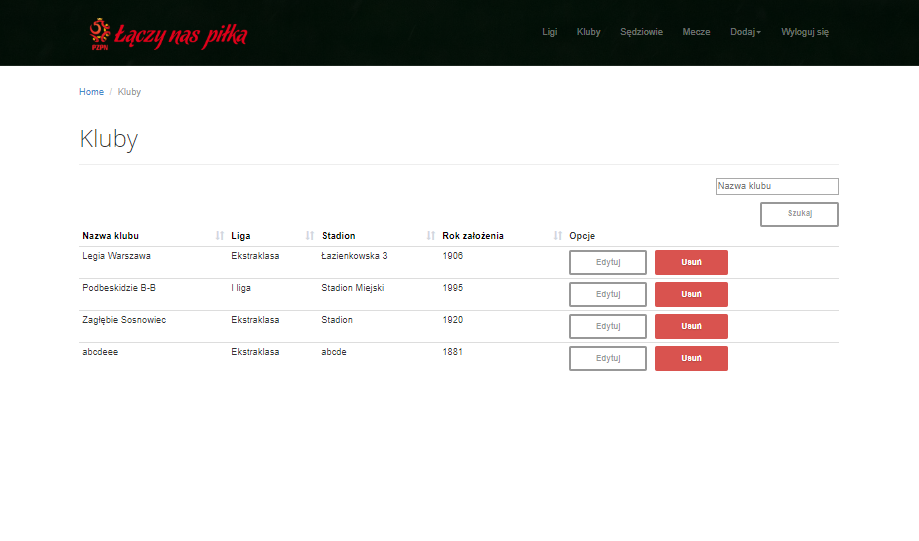 PZPN Łączy nas piłka
Ligi Kluby Sędziowie Mecze Dodaj Wyloguj się
Home / Kluby
Kluby
Nazwa klubu
Szukaj
Nazwa klubu Liga Stadion Rok założenia Opcje
Legia Warszawa Ekstraklasa Łazienkowska 3 1906 Edytuj Usuń
Podbeskidzie B-B I liga Stadion Miejski 1995 Edytuj Usuń
Zagłębie Sosnowiec Ekstraklasa Stadion 1920 Edytuj Usuń
abcdeee Ekstraklasa abcde 1881 Edytuj Usuń